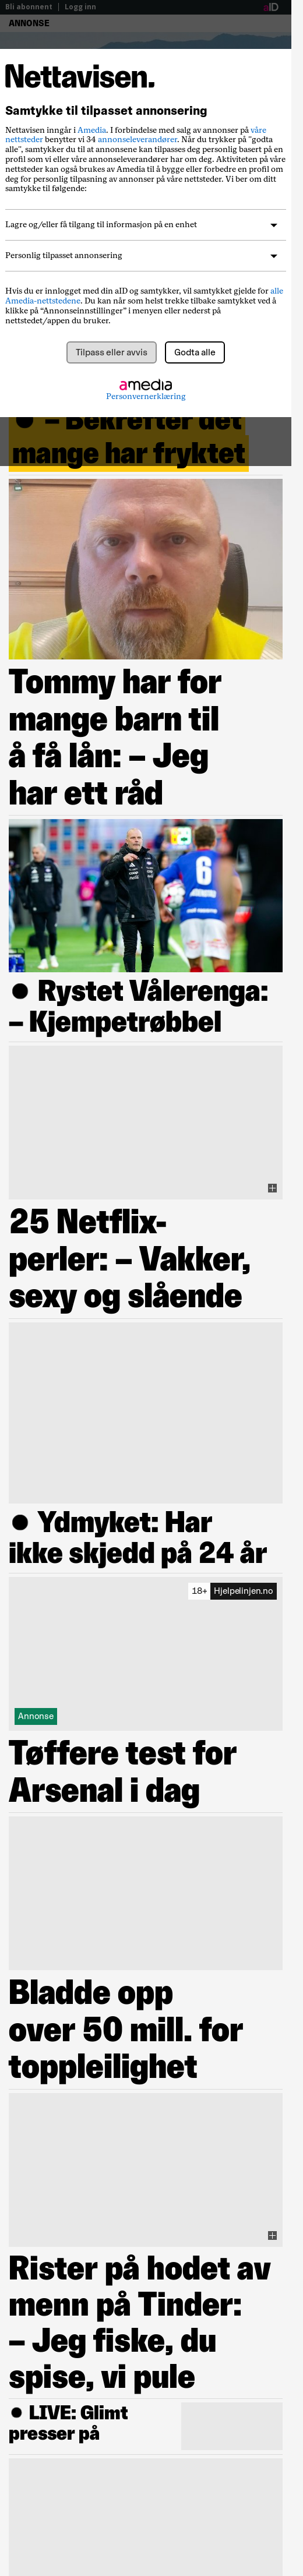 Bli abonnent | Logg inn
aID
ANNONSE
Nettavisen.
Samtykke til tilpasset annonsering
Nettavisen inngår i Amedia. I forbindelse med salg av annonser på våre
nettsteder benytter vi 34 annonseleverandører. Når du trykker på "godta
alle", samtykker du til at annonsene kan tilpasses deg personlig basert på en
profil som vi eller våre annonseleverandører har om deg. Aktiviteten på våre
nettsteder kan også brukes av Amedia til å bygge eller forbedre en profil om
deg for personlig tilpasning av annonser på våre nettsteder. Vi ber om ditt
samtykke til følgende:
Lagre og/eller få tilgang til informasjon på en enhet
Personlig tilpasset annonsering
Hvis du er innlogget med din aID og samtykker, vil samtykket gjelde for alle
Amedia-nettstedene. Du kan når som helst trekke tilbake samtykket ved å
klikke på “Annonseinnstillinger” i menyen eller nederst på
nettstedet/appen du bruker.
Tilpass eller avvis
Godta alle
amedia
Personvernerklæring
– Bekrefter det
mange har fryktet
Tommy har for
mange barn til
å få lån: – Jeg
har ett råd
6
Rystet Vålerenga:
– Kjempetrøbbel
25 Netflix-
perler: – Vakker,
sexy og slående
Ydmyket: Har
ikke skjedd på 24 år
18+ Hjelpelinjen.no
Annonse
Tøffere test for
Arsenal i dag
Bladde opp
over 50 mill. for
toppleilighet
Rister på hodet av
menn på Tinder:
– Jeg fiske, du
spise, vi pule
LIVE: Glimt
presser på